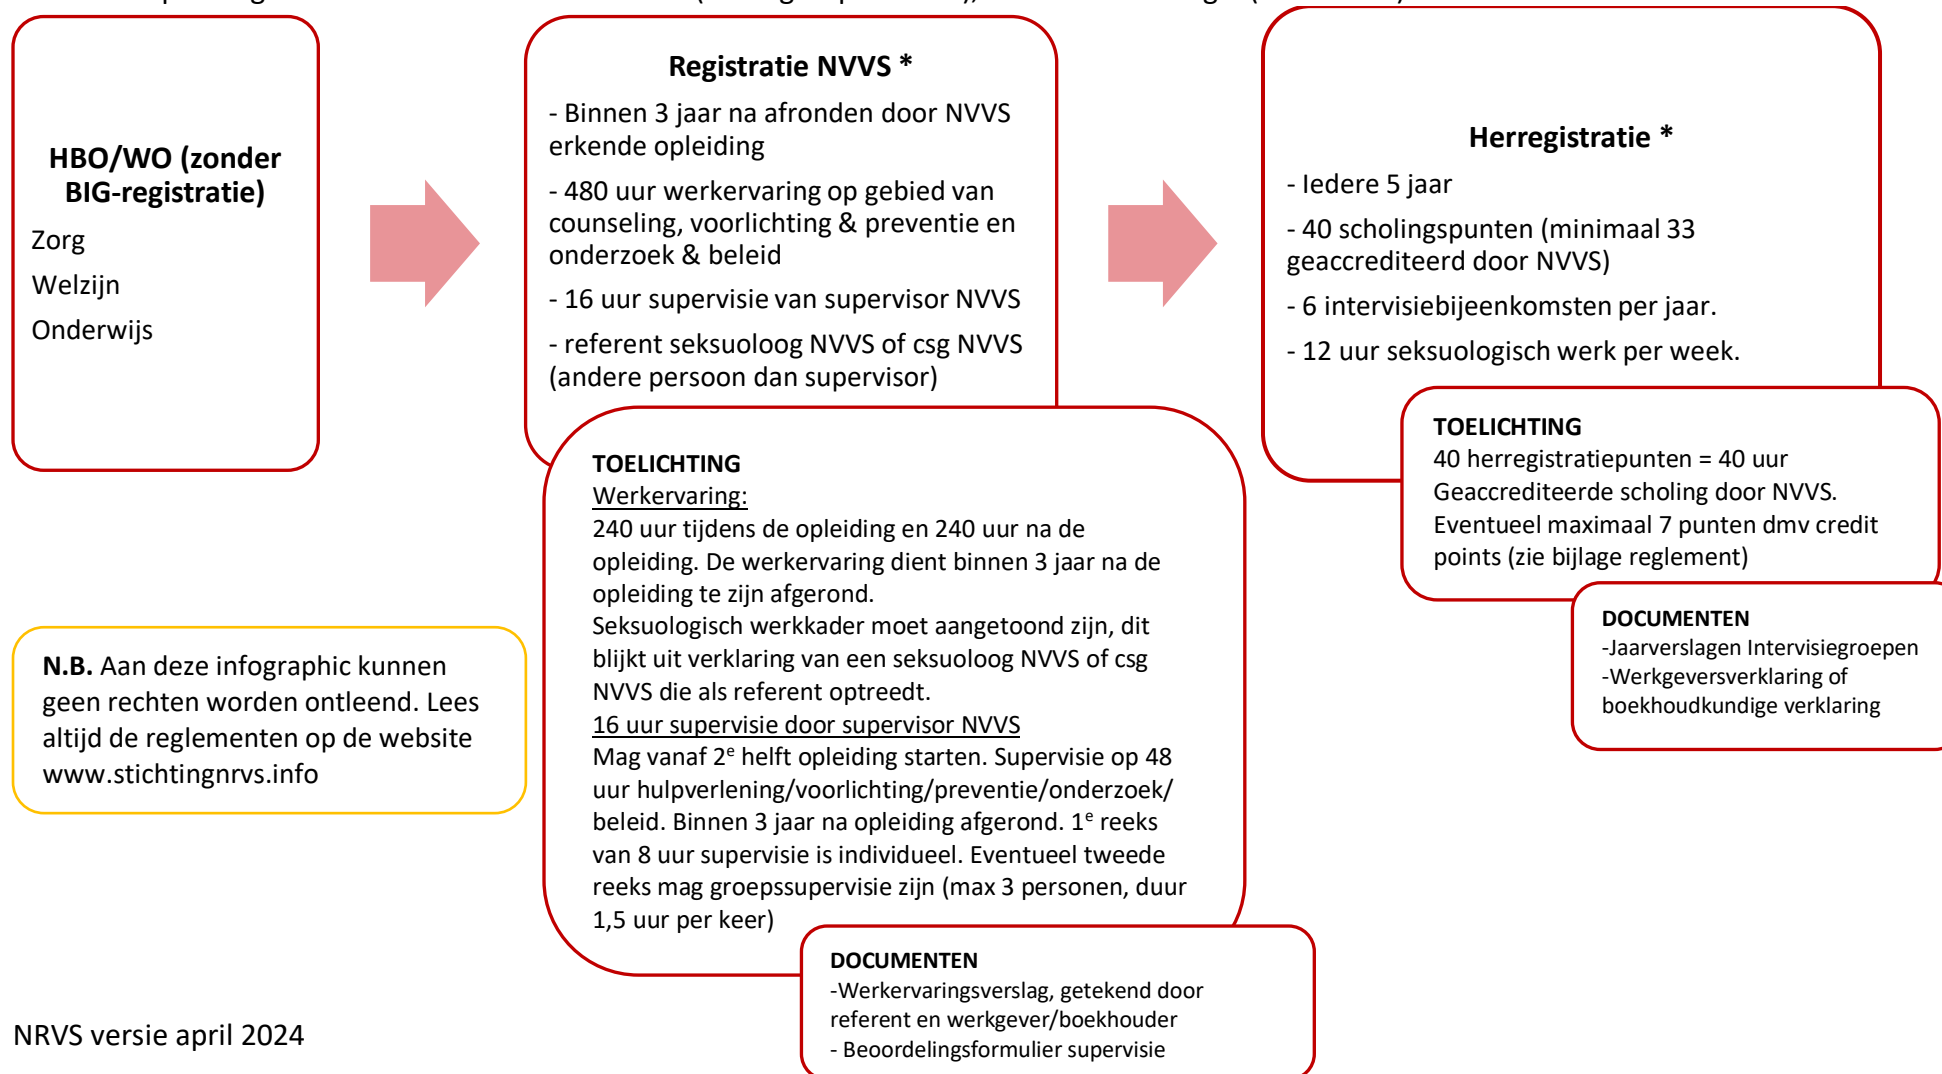 HBO/WO (zonder
BIG-registratie)
Zorg
Welzijn
Onderwijs
Registratie NVVS *
- Binnen 3 jaar na afronden door NVVS
erkende opleiding
- 480 uur werkervaring op gebied van
counseling, voorlichting & preventie en
onderzoek & beleid
- 16 uur supervisie van supervisor NVVS
- referent seksuoloog NVVS of csg NVVS
(andere persoon dan supervisor)
TOELICHTING
Werkervaring:
240 uur tijdens de opleiding en 240 uur na de
opleiding. De werkervaring dient binnen 3 jaar na de
opleiding te zijn afgerond.
Seksuologisch werkkader moet aangetoond zijn, dit
blijkt uit verklaring van een seksuoloog NVVS of csg
NVVS die als referent optreedt.
16 uur supervisie door supervisor NVVS
Mag vanaf 2e helft opleiding starten. Supervisie op 48
uur hulpverlening/voorlichting/preventie/onderzoek/
beleid. Binnen 3 jaar na opleiding afgerond. 1e reeks
van 8 uur supervisie is individueel. Eventueel tweede
reeks mag groepssupervisie zijn (max 3 personen, duur
1,5 uur per keer)
DOCUMENTEN
-Werkervaringsverslag, getekend door
referent en werkgever/boekhouder
- Beoordelingsformulier supervisie
Herregistratie *
- Iedere 5 jaar
- 40 scholingspunten (minimaal 33
geaccrediteerd door NVVS)
- 6 intervisiebijeenkomsten per jaar.
- 12 uur seksuologisch werk per week.
TOELICHTING
40 herregistratiepunten = 40 uur
Geaccrediteerde scholing door NVVS.
Eventueel maximaal 7 punten dmv credit
points (zie bijlage reglement)
DOCUMENTEN
-Jaarverslagen Intervisiegroepen
-Werkgeversverklaring of
boekhoudkundige verklaring
N.B. Aan deze infographic kunnen
geen rechten worden ontleend. Lees
altijd de reglementen op de website
www.stichtingnrvs.info
NRVS versie april 2024